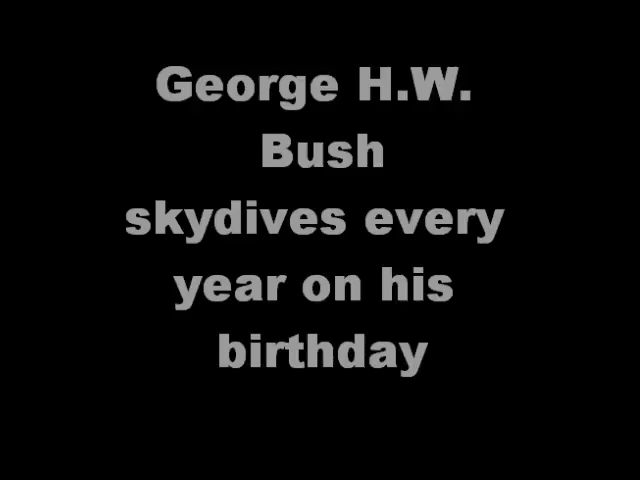 George H.W.
Bush
skydives every
year on his
birthday